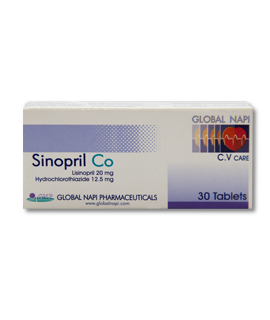 GLOBAL NAPI
C.V CARE
Sinopril Co
Lisinopril 20 mg
Hydrochlorothiazide 12.5 mg
GLOBAL NAPI PHARMACEUTICALS
www.globalnapi.com
30 Tablets